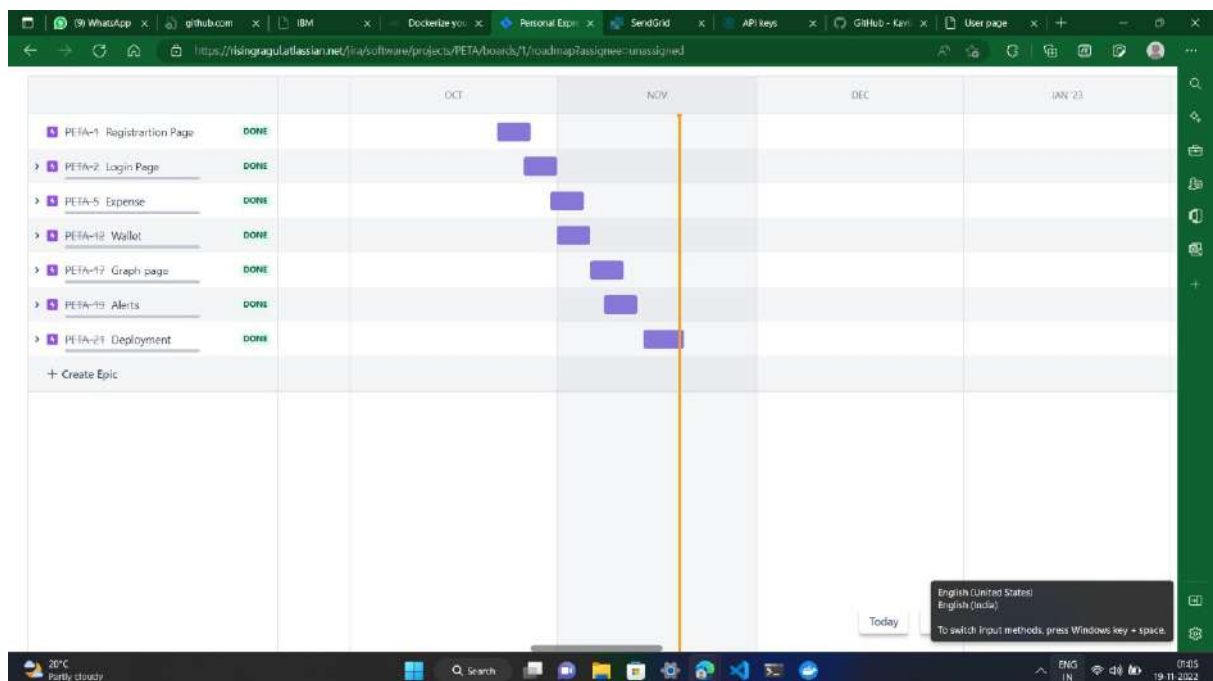 (9) WhatsApp
github.com
IBM
Dockerize you
Personal Expe
SendGrid
API keys
GitHub - Kavi
User page
https://risingragul.atlassian.net/jira/software/projects/PETA/boards/1/roadmap?assignee=unassigned
OCT NOV DEC JAN '23
PETA-1 Registrartion Page DONE
PETA-2 Login Page DONE
PETA-5 Expense DONE
PETA-12 Wallet DONE
PETA-17 Graph page DONE
PETA-19 Alerts DONE
PETA-21 Deployment DONE
+ Create Epic
Today
English (United States)
English (India)
To switch input methods, press Windows key + space.
20°C
Partly cloudy
Search
ENG
IN
01:05
19-11-2022